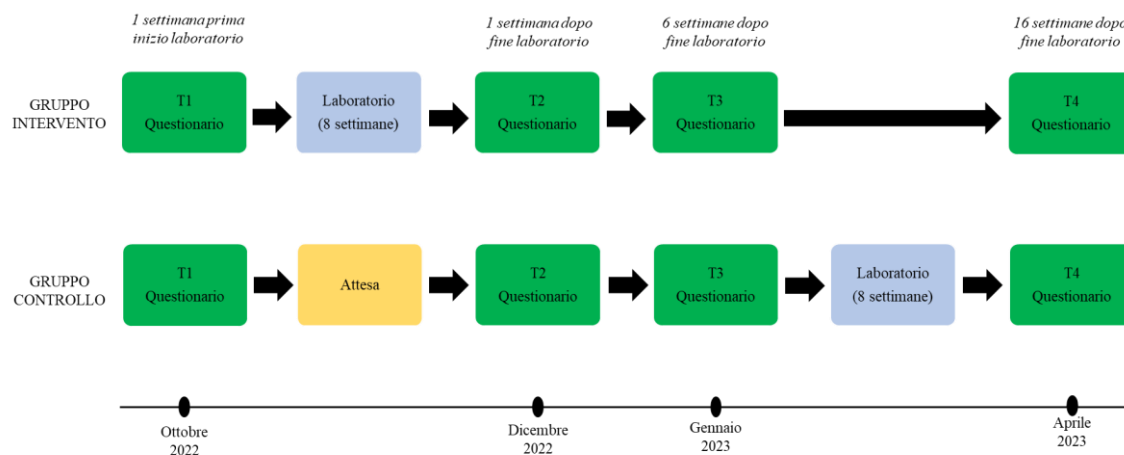 1 settimana prima
inizio laboratorio
1 settimana dopo
fine laboratorio
6 settimane dopo
fine laboratorio
16 settimane dopo
fine laboratorio
GRUPPO
INTERVENTO
T1
Questionario
Laboratorio
(8 settimane)
T2
Questionario
T3
Questionario
T4
Questionario
GRUPPO
CONTROLLO
T1
Questionario
Attesa
T2
Questionario
T3
Questionario
Laboratorio
(8 settimane)
T4
Questionario
Ottobre
2022
Dicembre
2022
Gennaio
2023
Aprile
2023